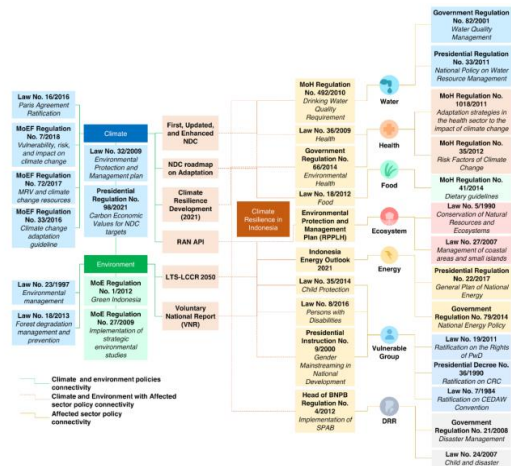 Law No. 16/2016
Paris Agreement
Ratification
MoEF Regulation
No. 7/2018
Vulnerability, risk,
and impact on
climate change
MoEF Regulation
No. 72/2017
MRV and climate
change resources
MoEF Regulation
No. 33/2016
Climate change
adaptation
guideline
Law No. 23/1997
Environmental
management
Law No. 18/2013
Forest degradation
management and
prevention
Climate
Law No. 32/2009
Environmental
Protection and
Management plan
Presidential
Regulation No.
98/2021
Carbon Economic
Values for NDC
targets
Environment
MoE Regulation
No. 1/2012
Green Indonesia
MoE Regulation
No. 27/2009
Implementation of
strategic
environmental
studies
First, Updated,
and Enhanced
NDC
NDC roadmap
on Adaptation
Climate
Resilience
Development
(2021)
RAN API
LTS-LCCR 2050
Voluntary
National Report
(VNR)
Climate
Resilience in
Indonesia
MoH Regulation
No. 492/2010
Drinking Water
Quality
Requirement
Law No. 36/2009
Health
Government
Regulation No.
66/2014
Environmental
Health
Law No. 18/2012
Food
Environmental
Protection and
Management
Plan (RPPLH)
Indonesia
Energy Outlook
2021
Law No. 35/2014
Child Protection
Law No. 8/2016
Persons with
Disabilities
Presidential
Instruction No.
9/2000
Gender
Mainstreaming in
National
Development
Head of BNPB
Regulation No.
4/2012
Implementation of
SPAB
Water
Health
Food
Ecosystem
Energy
Vulnerable
Group
DRR
Government
Regulation No.
82/2001
Water Quality
Management
Presidential
Regulation No.
33/2011
National Policy on
Water Resource
Management
MoH Regulation No.
1018/2011
Adaptation strategies in
the health sector to the
impact of climate change
MoH Regulation No.
35/2012
Risk Factors of Climate
Change
MoH Regulation No.
41/2014
Dietary guidelines
Law No. 5/1990
Conservation of Natural
Resources and
Ecosystems
Law No. 27/2007
Management of coastal
areas and small islands
Presidential Regulation
No. 22/2017
General Plan of National
Energy
Government
Regulation No. 79/2014
National Energy Policy
Law No. 19/2011
Ratification on the Rights
of PwD
Presidential Decree No.
36/1990
Ratification on CRC
Law No. 7/1984
Ratification on CEDAW
Convention
Government
Regulation No. 21/2008
Disaster Management
Law No. 24/2007
Child and disaster
Climate and environment policies
connectivity
Climate and Environment with Affected
sector policy connectivity
Affected sector policy
connectivity